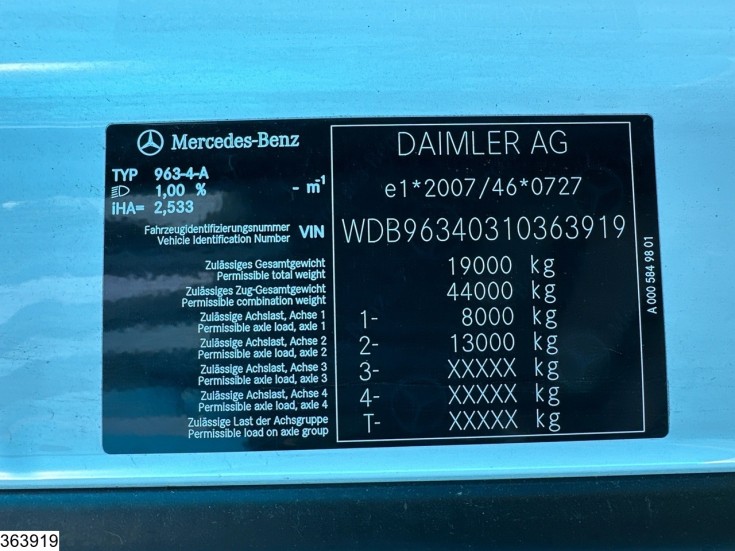 Mercedes-Benz
DAIMLER AG
TYP 963-4-A
1,00 % - m-1
iHA= 2,533
e1*2007/46*0727
Fahrzeugidentifizierungsnummer
Vehicle Identification Number VIN WDB96340310363919
Zulässiges Gesamtgewicht
Permissible total weight 19000 kg
Zulässiges Zug-Gesamtgewicht
Permissible combination weight 44000 kg
Zulässige Achslast, Achse 1
Permissible axle load, axle 1 1- 8000 kg
Zulässige Achslast, Achse 2
Permissible axle load, axle 2 2- 13000 kg
Zulässige Achslast, Achse 3
Permissible axle load, axle 3 3- XXXXX kg
Zulässige Achslast, Achse 4
Permissible axle load, axle 4 4- XXXXX kg
Zulässige Last der Achsgruppe
Permissible load on axle group T- XXXXX kg
A 000 584 98 01
363919